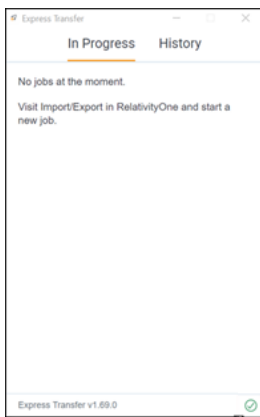 Express Transfer
In Progress History
No jobs at the moment.
Visit Import/Export in RelativityOne and start a
new job.
Express Transfer v1.69.0